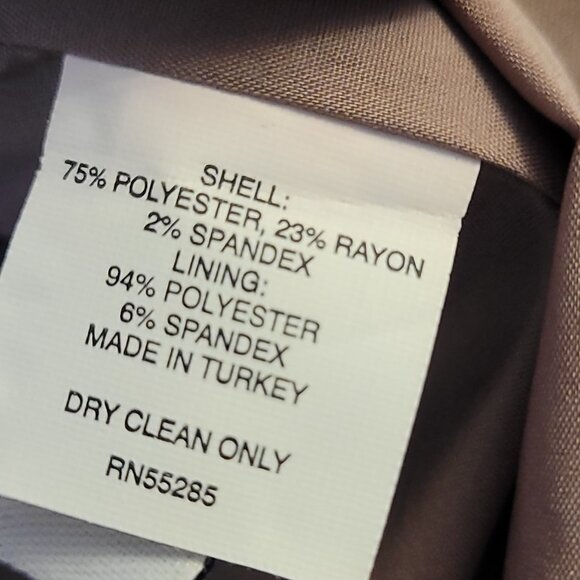 SHELL:
75% POLYESTER, 23% RAYON
2% SPANDEX
LINING:
94% POLYESTER
6% SPANDEX
MADE IN TURKEY
DRY CLEAN ONLY
RN55285